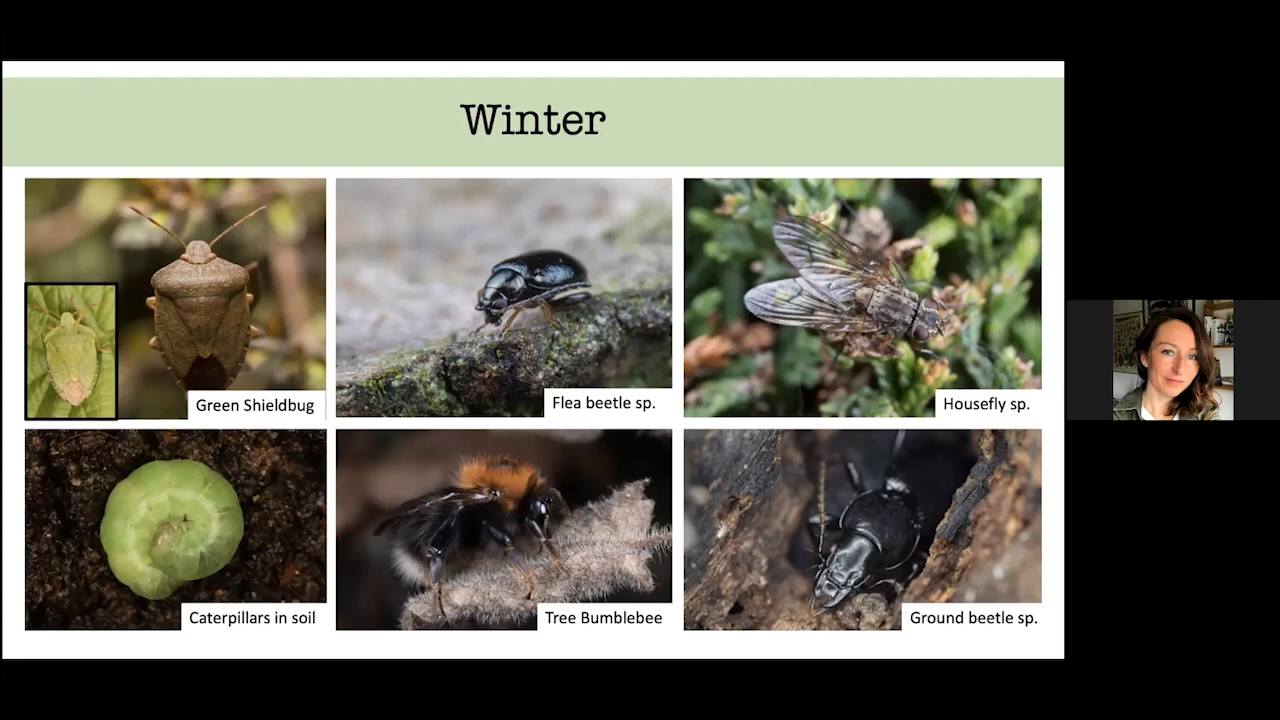 Winter
Green Shieldbug
Flea beetle sp.
Housefly sp.
Caterpillars in soil
Tree Bumblebee
Ground beetle sp.